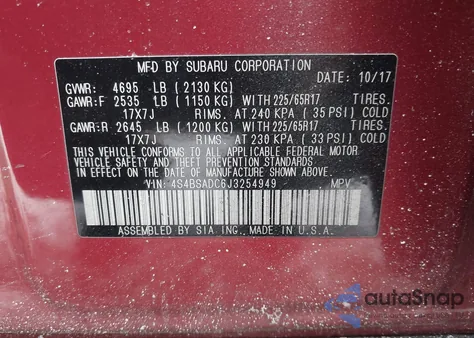 MFD BY SUBARU CORPORATION
DATE: 10/17
GVWR: 4695 LB (2130 KG)
GAWR:F 2535 LB (1150 KG) WITH 225/65R17 TIRES.
17X7J RIMS. AT 240 KPA (35 PSI) COLD
GAWR:R 2645 LB (1200 KG) WITH 225/65R17 TIRES.
17X7J RIMS. AT 230 KPA (33 PSI) COLD
THIS VEHICLE CONFORMS TO ALL APPLICABLE FEDERAL MOTOR
VEHICLE SAFETY AND THEFT PREVENTION STANDARDS
IN EFFECT ON THE DATE OF MANUFACTURE SHOWN ABOVE.
VIN: 4S4BSADC6J3254949 MPV
ASSEMBLED BY SIA INC., MADE IN U.S.A.
autoSnap